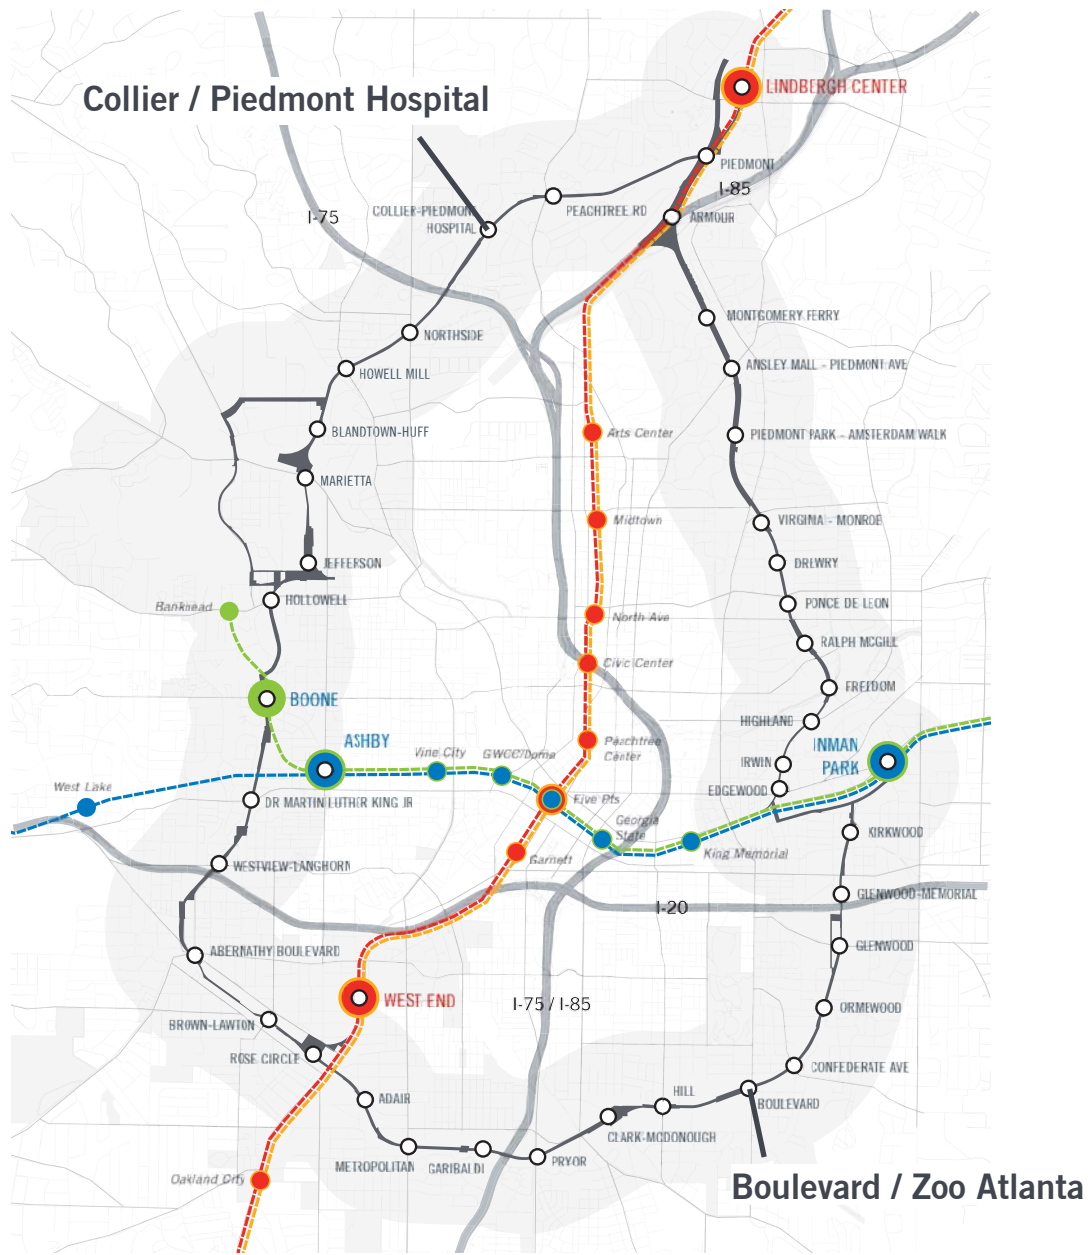 LINDBERGH CENTER
Collier / Piedmont Hospital
PIEDMONT
I-85
COLLIER-PIEDMONT
HOSPITAL
PEACHTREE RD
ARMOUR
I-75
MONTGOMERY FERRY
NORTHSIDE
ANSLEY MALL - PIEDMONT AVE
HOWELL MILL
BLANDTOWN-HUFF
Arts Center
PIEDMONT PARK - AMSTERDAM WALK
MARIETTA
Midtown
VIRGINIA - MONROE
JEFFERSON
DREWRY
HOLLOWELL
Bankhead
PONCE DE LEON
North Ave
RALPH MCGILL
Civic Center
FREEDOM
BOONE
HIGHLAND
ASHBY
Vine City
GWCC/Dome
Peachtree
Center
INMAN
PARK
IRWIN
West Lake
EDGEWOOD
DR MARTIN LUTHER KING JR
Five Pts
Georgia
State
KIRKWOOD
Garnett
King Memorial
WESTVIEW-LANGHORN
GLENWOOD-MEMORIAL
I-20
GLENWOOD
ABERNATHY BOULEVARD
WEST END
I-75 / I-85
ORMEWOOD
BROWN-LAWTON
ROSE CIRCLE
CONFEDERATE AVE
ADAIR
HILL
BOULEVARD
CLARK-MCDONOUGH
METROPOLITAN
GARIBALDI
PRYOR
Oakland City
Boulevard / Zoo Atlanta